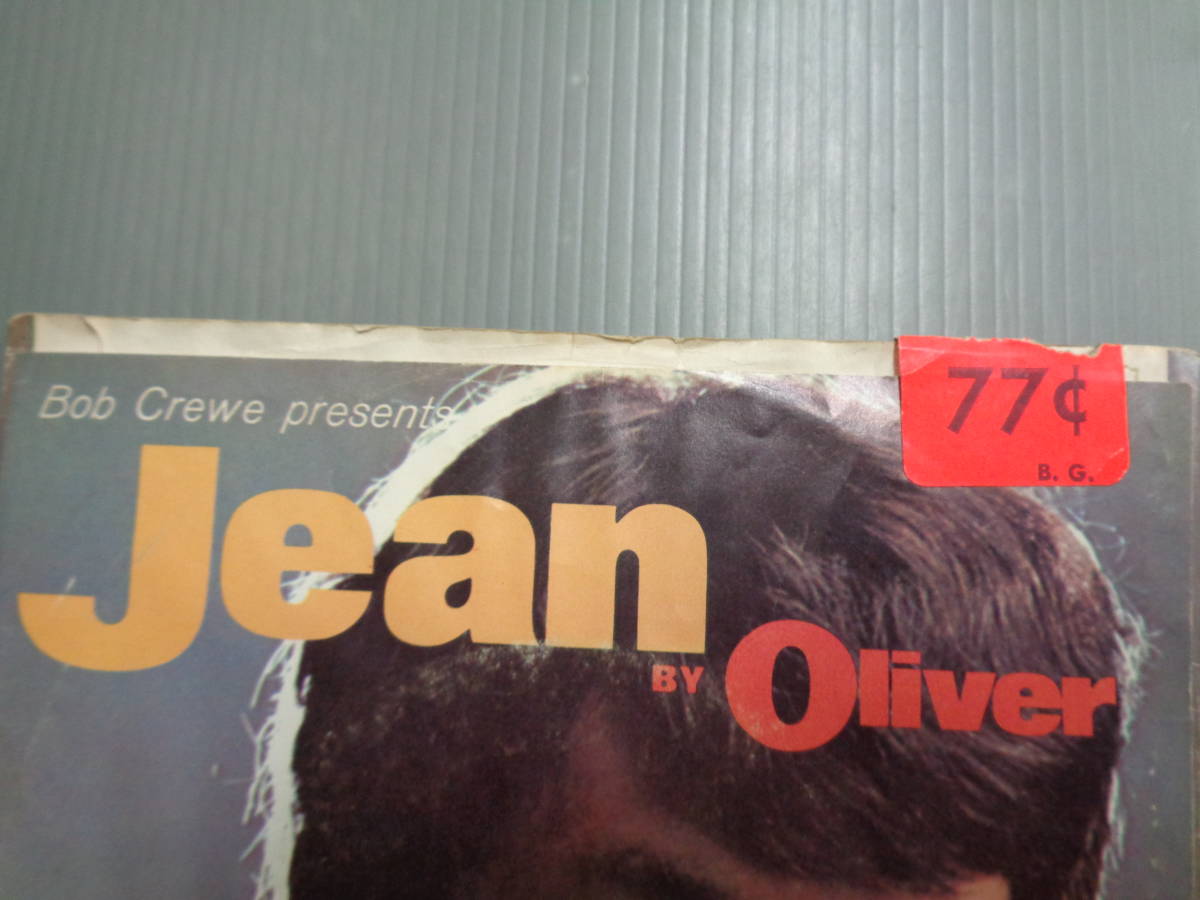 Bob Crewe presents
Jean
BY Oliver
77¢
B. G.